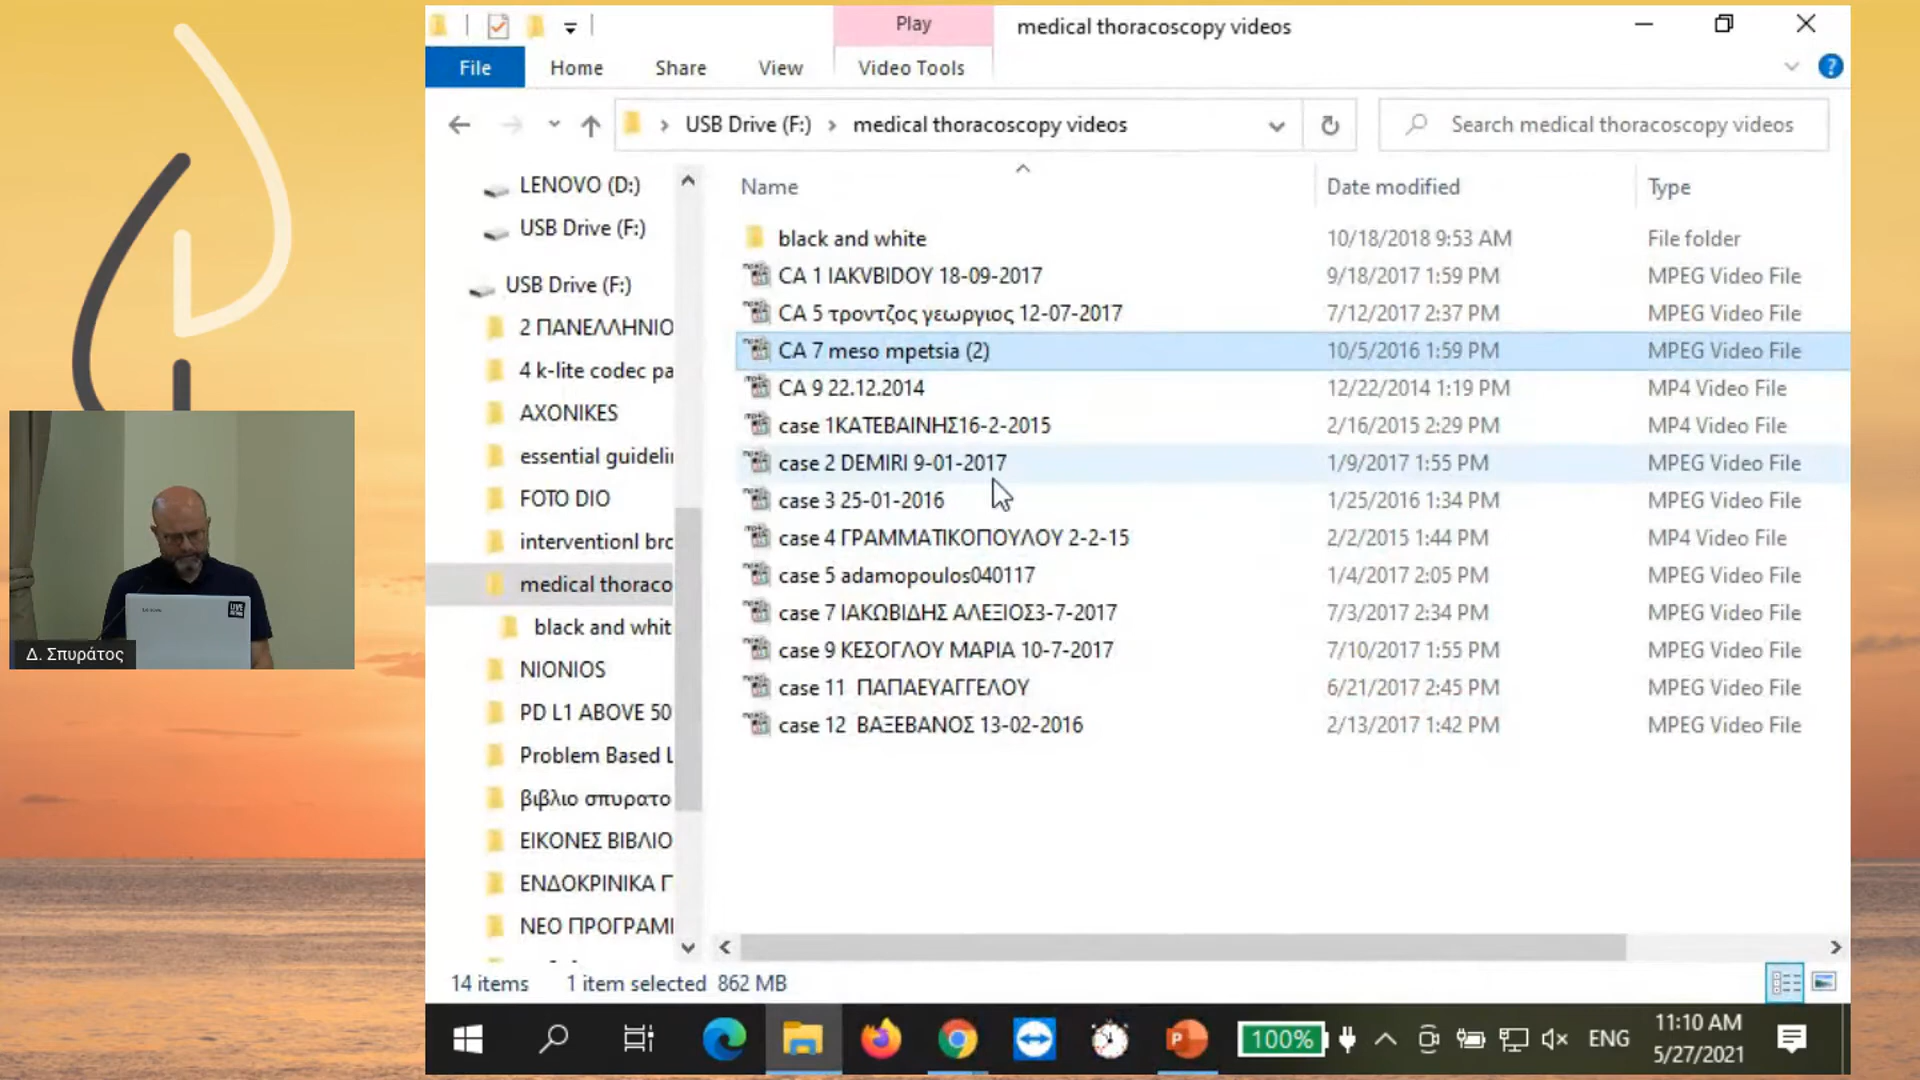 Play
medical thoracoscopy videos
File
Home
Share
View
Video Tools
USB Drive (F:)
medical thoracoscopy videos
Search medical thoracoscopy videos
LENOVO (D:)
USB Drive (F:)
USB Drive (F:)
2 ΠΑΝΕΛΛΗΝΙΟ
4 k-lite codec pa
AXONIKES
essential guideli
FOTO DIO
interventionl brc
medical thoraco
black and whit
NIONIOS
PD L1 ABOVE 50
Problem Based L
βιβλιο σπυρατο
ΕΙΚΟΝΕΣ ΒΙΒΛΙΟ
ΕΝΔΟΚΡΙΝΙΚΑ Γ
ΝΕΟ ΠΡΟΓΡΑΜΙ
Name
Date modified
Type
black and white
10/18/2018 9:53 AM
File folder
CA 1 IAKVBIDOY 18-09-2017
9/18/2017 1:59 PM
MPEG Video File
CA 5 τροντζος γεωργιος 12-07-2017
7/12/2017 2:37 PM
MPEG Video File
CA 7 meso mpetsia (2)
10/5/2016 1:59 PM
MPEG Video File
CA 9 22.12.2014
12/22/2014 1:19 PM
MP4 Video File
case 1ΚΑΤΕΒΑΙΝΗΣ16-2-2015
2/16/2015 2:29 PM
MP4 Video File
case 2 DEMIRI 9-01-2017
1/9/2017 1:55 PM
MPEG Video File
case 3 25-01-2016
1/25/2016 1:34 PM
MPEG Video File
case 4 ΓΡΑΜΜΑΤΙΚΟΠΟΥΛΟΥ 2-2-15
2/2/2015 1:44 PM
MP4 Video File
case 5 adamopoulos040117
1/4/2017 2:05 PM
MPEG Video File
case 7 ΙΑΚΩΒΙΔΗΣ ΑΛΕΞΙΟΣ3-7-2017
7/3/2017 2:34 PM
MPEG Video File
case 9 ΚΕΣΟΓΛΟΥ ΜΑΡΙΑ 10-7-2017
7/10/2017 1:55 PM
MPEG Video File
case 11  ΠΑΠΑΕΥΑΓΓΕΛΟΥ
6/21/2017 2:45 PM
MPEG Video File
case 12  ΒΑΞΕΒΑΝΟΣ 13-02-2016
2/13/2017 1:42 PM
MPEG Video File
14 items
1 item selected 862 MB
Δ. Σπυράτος
100%
ENG
11:10 AM
5/27/2021